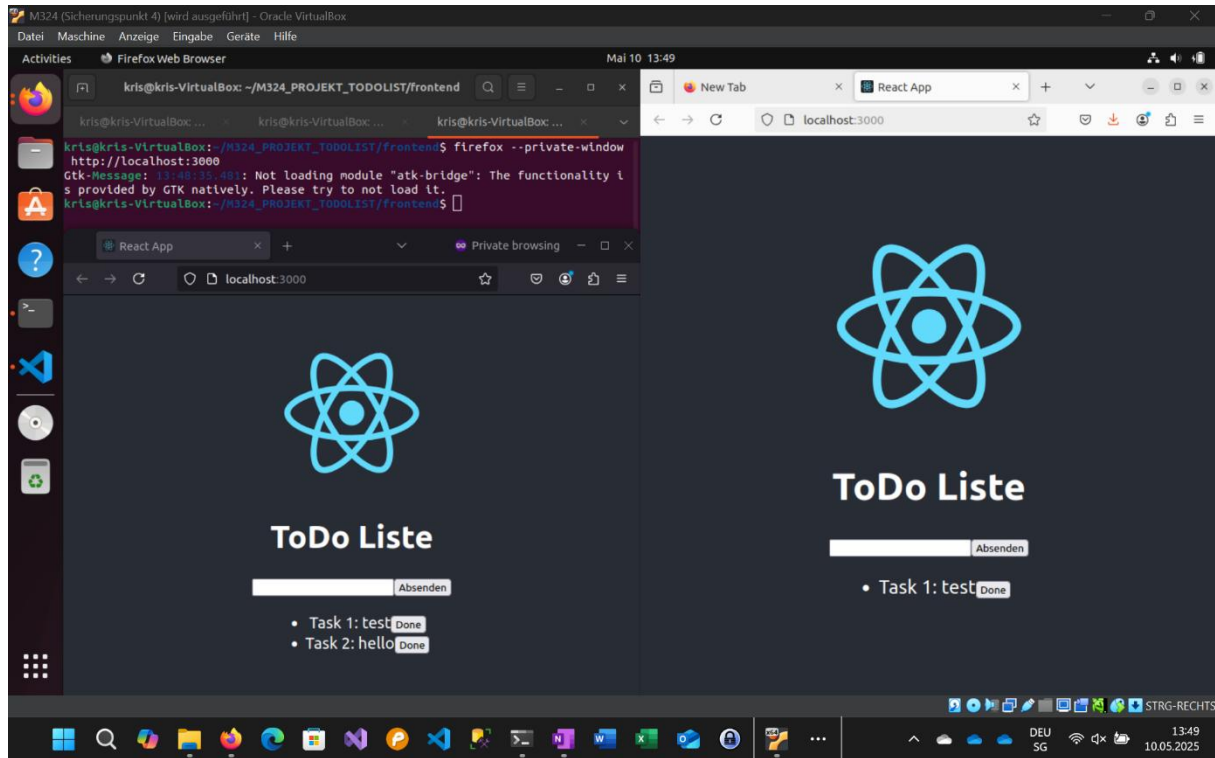 M324 (Sicherungspunkt 4) [wird ausgeführt] - Oracle VirtualBox
Datei Maschine Anzeige Eingabe Geräte Hilfe
Activities Firefox Web Browser Mai 10 13:49
kris@kris-VirtualBox: ~/M324_PROJEKT_TODOLIST/frontend
kris@kris-VirtualBox: ... kris@kris-VirtualBox: ... kris@kris-VirtualBox: ...
kris@kris-VirtualBox:~/M324_PROJEKT_TODOLIST/frontend$ firefox --private-window
http://localhost:3000
Gtk-Message: 13:48:35.481: Not loading module "atk-bridge": The functionality i
s provided by GTK natively. Please try to not load it.
kris@kris-VirtualBox:~/M324_PROJEKT_TODOLIST/frontend$
React App Private browsing
localhost:3000
ToDo Liste
Absenden
Task 1: test Done
Task 2: hello Done
New Tab React App
localhost:3000
ToDo Liste
Absenden
Task 1: test Done
STRG-RECHTS
DEU
SG
13:49
10.05.2025